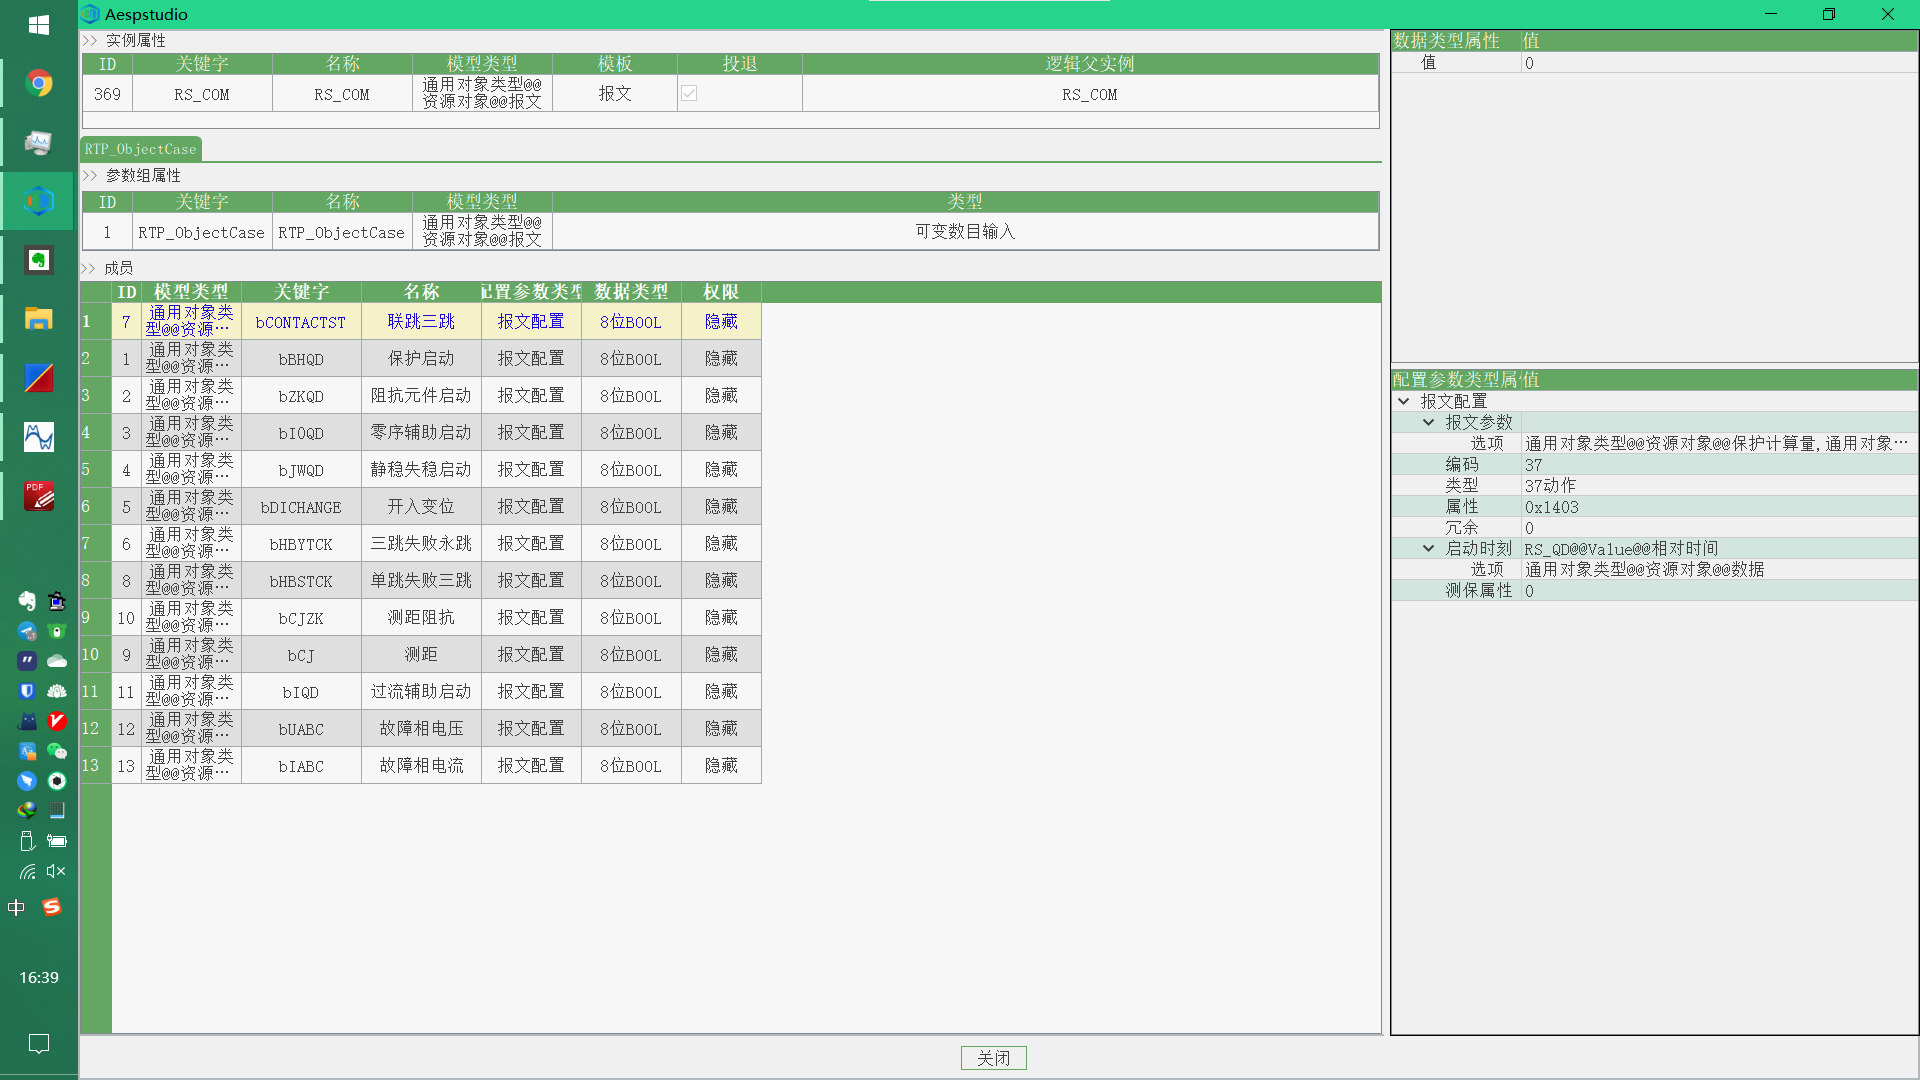 Aespstudio
>> 实例属性
ID 关键字 名称 模型类型 模板 投退 逻辑父实例
369 RS_COM RS_COM 通用对象类型@@资源对象@@报文 报文 RS_COM
RTP_ObjectCase
>> 参数组属性
ID 关键字 名称 模型类型 类型
1 RTP_ObjectCase RTP_ObjectCase 通用对象类型@@资源对象@@报文 可变数目输入
>> 成员
ID 模型类型 关键字 名称 配置参数类型 数据类型 权限
1 7 通用对象类型@@资源… bCONTACTST 联跳三跳 报文配置 8位BOOL 隐藏
2 1 通用对象类型@@资源… bBHQD 保护启动 报文配置 8位BOOL 隐藏
3 2 通用对象类型@@资源… bZKQD 阻抗元件启动 报文配置 8位BOOL 隐藏
4 3 通用对象类型@@资源… bI0QD 零序辅助启动 报文配置 8位BOOL 隐藏
5 4 通用对象类型@@资源… bJWQD 静稳失稳启动 报文配置 8位BOOL 隐藏
6 5 通用对象类型@@资源… bDICHANGE 开入变位 报文配置 8位BOOL 隐藏
7 6 通用对象类型@@资源… bHBYTCK 三跳失败永跳 报文配置 8位BOOL 隐藏
8 8 通用对象类型@@资源… bHBSTCK 单跳失败三跳 报文配置 8位BOOL 隐藏
9 10 通用对象类型@@资源… bCJZK 测距阻抗 报文配置 8位BOOL 隐藏
10 9 通用对象类型@@资源… bCJ 测距 报文配置 8位BOOL 隐藏
11 11 通用对象类型@@资源… bIQD 过流辅助启动 报文配置 8位BOOL 隐藏
12 12 通用对象类型@@资源… bUABC 故障相电压 报文配置 8位BOOL 隐藏
13 13 通用对象类型@@资源… bIABC 故障相电流 报文配置 8位BOOL 隐藏
关闭
数据类型属性 值
值 0
配置参数类型属 值
报文配置
报文参数
选项 通用对象类型@@资源对象@@保护计算量,通用对象…
编码 37
类型 37动作
属性 0x1403
冗余 0
启动时刻 RS_QD@@Value@@相对时间
选项 通用对象类型@@资源对象@@数据
测保属性 0
PDF
中
16:39